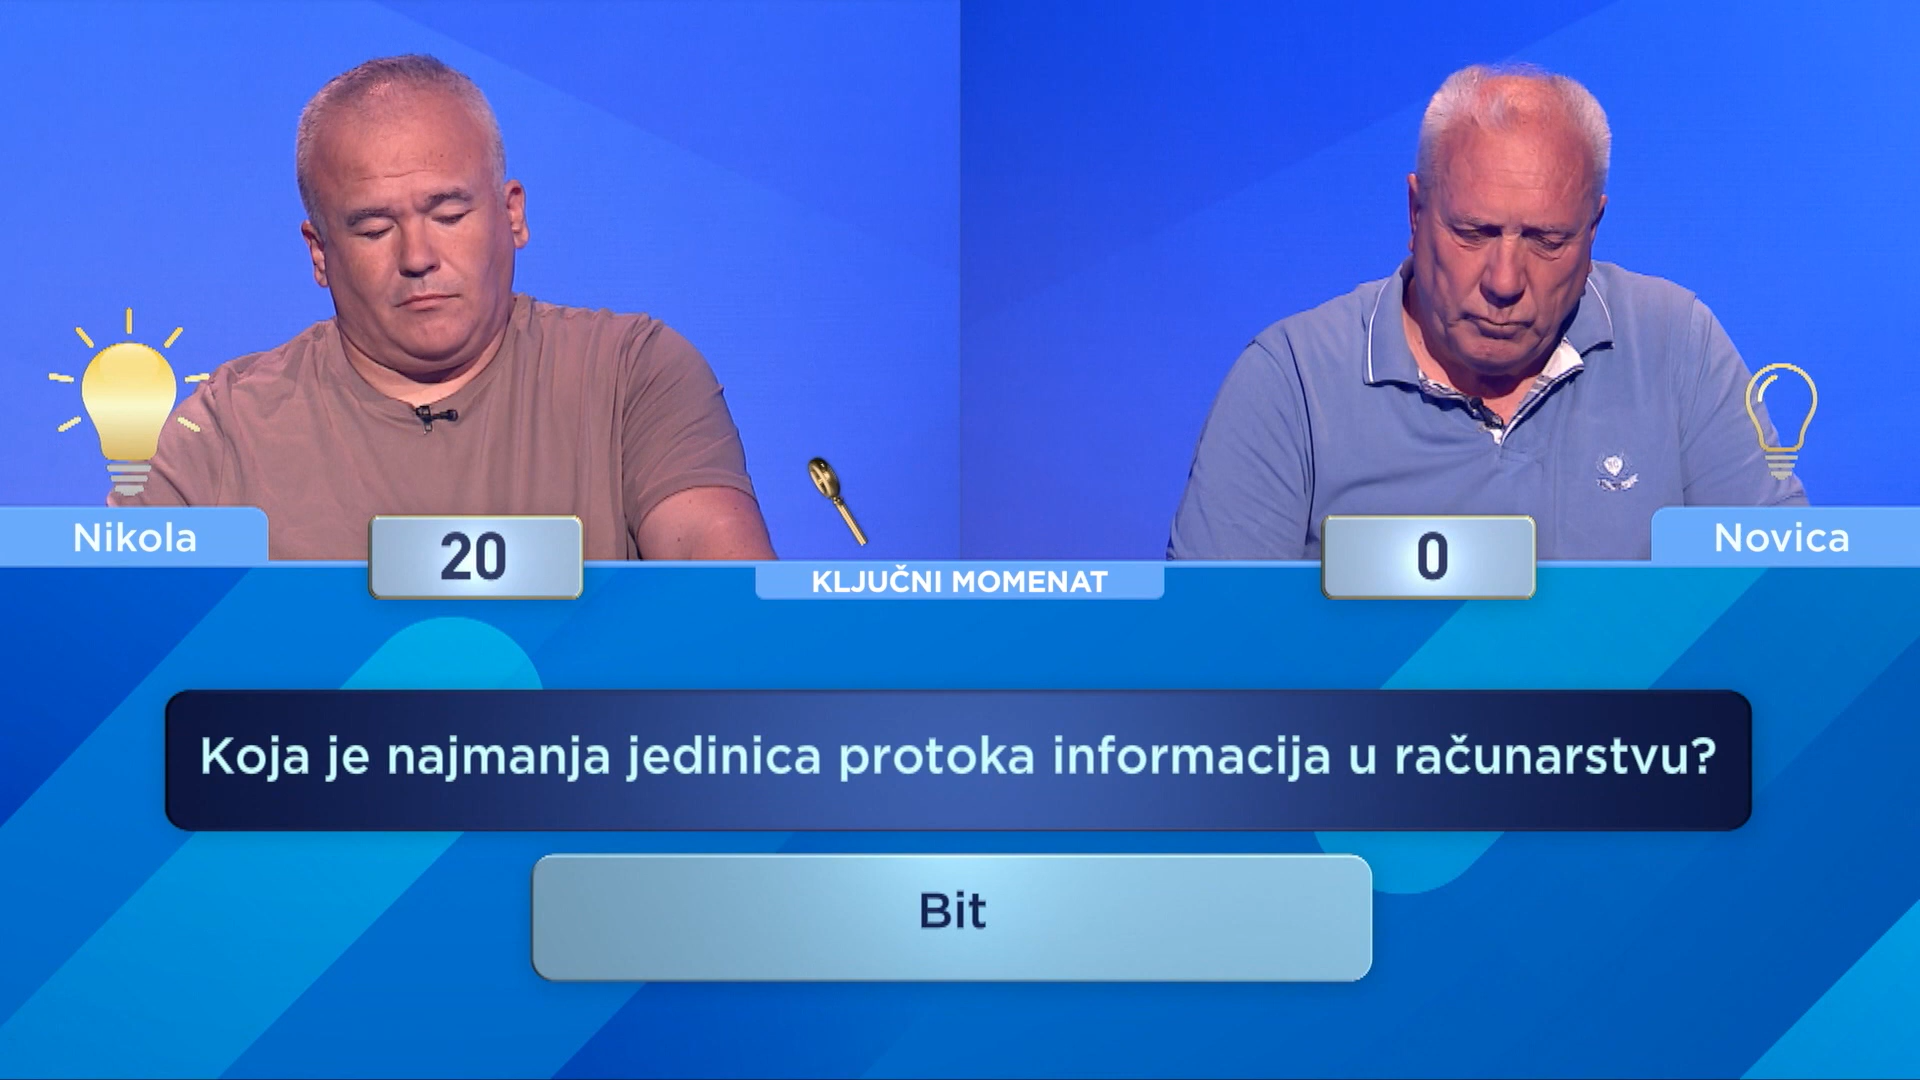 Nikola
20
KLJUČNI MOMENAT
0
Novica
Koja je najmanja jedinica protoka informacija u računarstvu?
Bit